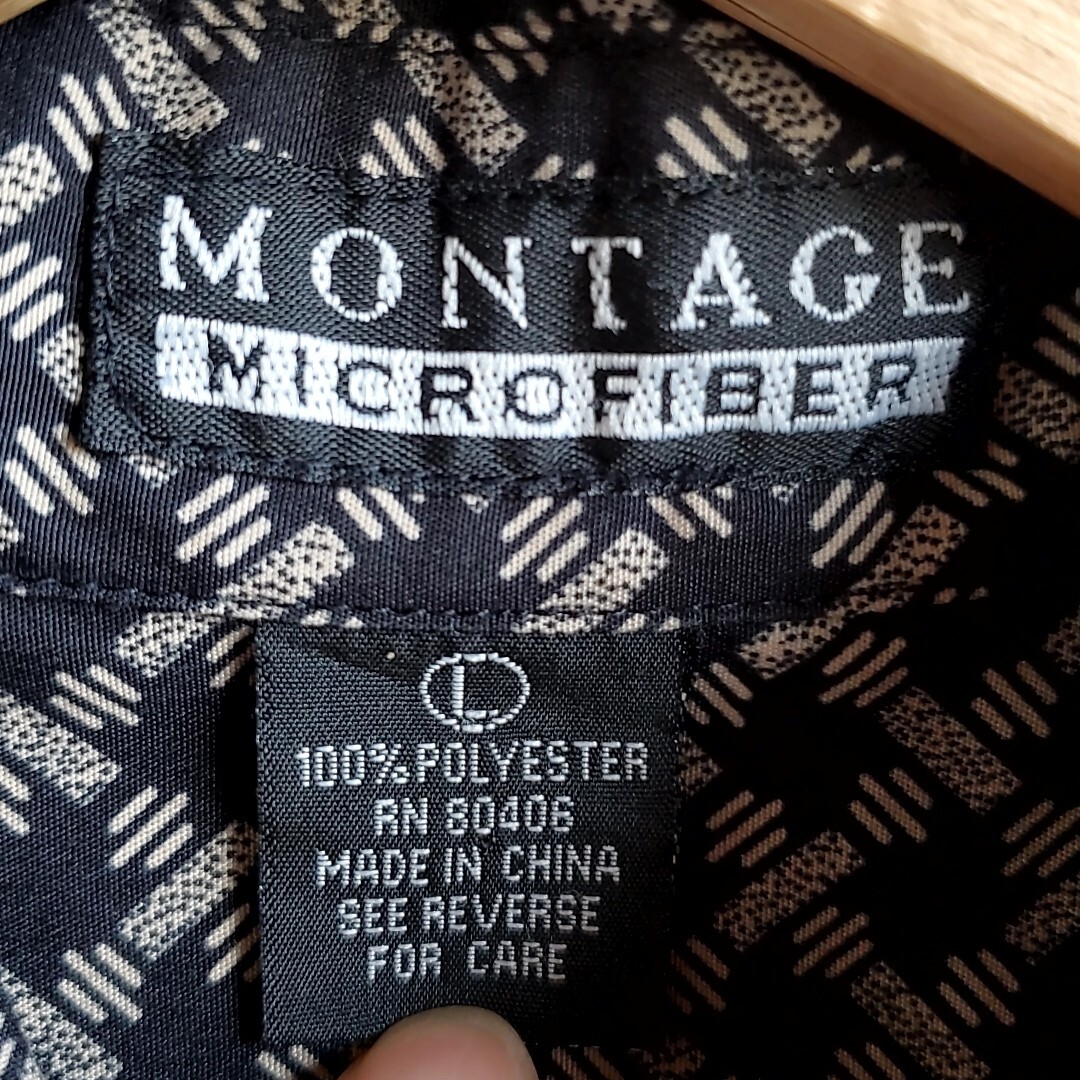 MONTAGE
MICROFIBER
L
100% POLYESTER
RN 80406
MADE IN CHINA
SEE REVERSE
FOR CARE